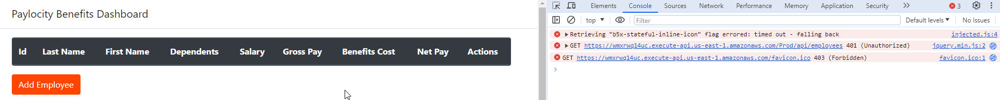 Paylocity Benefits Dashboard
Id Last Name First Name Dependents Salary Gross Pay Benefits Cost Net Pay Actions
Add Employee
Elements Console Sources Network Performance Memory Application Security 3
top Filter Default levels No Issues
Retrieving "b5x-stateful-inline-icon" flag errored: timed out - falling back injected.js:4
GET https://wmxrwq14uc.execute-api.us-east-1.amazonaws.com/Prod/api/employees 401 (Unauthorized) jquery.min.js:2
GET https://wmxrwq14uc.execute-api.us-east-1.amazonaws.com/favicon.ico 403 (Forbidden) favicon.ico:1